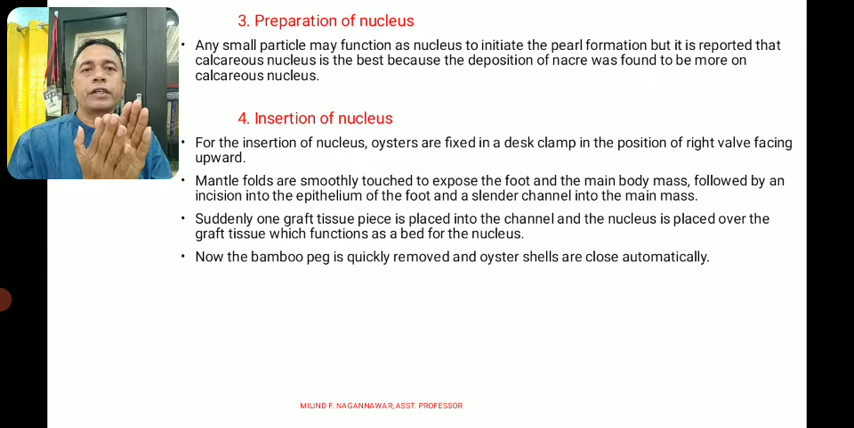 3. Preparation of nucleus
• Any small particle may function as nucleus to initiate the pearl formation but it is reported that
calcareous nucleus is the best because the deposition of nacre was found to be more on
calcareous nucleus.
4. Insertion of nucleus
• For the insertion of nucleus, oysters are fixed in a desk clamp in the position of right valve facing
upward.
• Mantle folds are smoothly touched to expose the foot and the main body mass, followed by an
incision into the epithelium of the foot and a slender channel into the main mass.
• Suddenly one graft tissue piece is placed into the channel and the nucleus is placed over the
graft tissue which functions as a bed for the nucleus.
• Now the bamboo peg is quickly removed and oyster shells are close automatically.
MILIND F. NAGANNAWAR, ASST. PROFESSOR